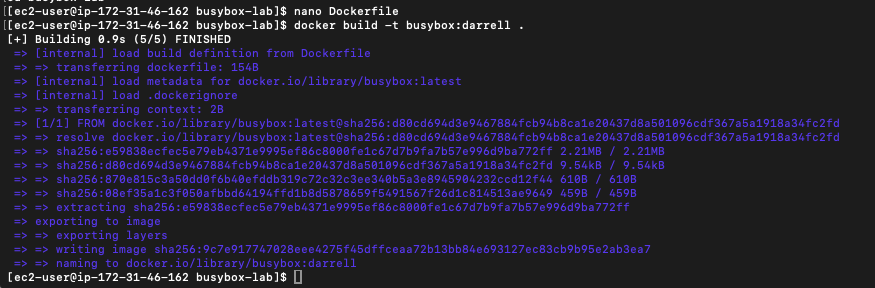 [[ec2-user@ip-172-31-46-162 busybox-lab]$ nano Dockerfile
[[ec2-user@ip-172-31-46-162 busybox-lab]$ docker build -t busybox:darrell .
[+] Building 0.9s (5/5) FINISHED
=> [internal] load build definition from Dockerfile
=> => transferring dockerfile: 154B
=> [internal] load metadata for docker.io/library/busybox:latest
=> [internal] load .dockerignore
=> => transferring context: 2B
=> [1/1] FROM docker.io/library/busybox:latest@sha256:d80cd694d3e9467884fcb94b8ca1e20437d8a501096cdf367a5a1918a34fc2fd
=> => resolve docker.io/library/busybox:latest@sha256:d80cd694d3e9467884fcb94b8ca1e20437d8a501096cdf367a5a1918a34fc2fd
=> => sha256:e59838ecfec5e79eb4371e9995ef86c8000fe1c67d7b9fa7b57e996d9ba772ff 2.21MB / 2.21MB
=> => sha256:d80cd694d3e9467884fcb94b8ca1e20437d8a501096cdf367a5a1918a34fc2fd 9.54kB / 9.54kB
=> => sha256:870e815c3a50dd0f6b40efddb319c72c32c3ee340b5a3e8945904232ccd12f44 610B / 610B
=> => sha256:08ef35a1c3f050afbbd64194ffd1b8d5878659f5491567f26d1c814513ae9649 459B / 459B
=> => extracting sha256:e59838ecfec5e79eb4371e9995ef86c8000fe1c67d7b9fa7b57e996d9ba772ff
=> exporting to image
=> => exporting layers
=> => writing image sha256:9c7e917747028eee4275f45dffceaa72b13bb84e693127ec83cb9b95e2ab3ea7
=> => naming to docker.io/library/busybox:darrell
[ec2-user@ip-172-31-46-162 busybox-lab]$